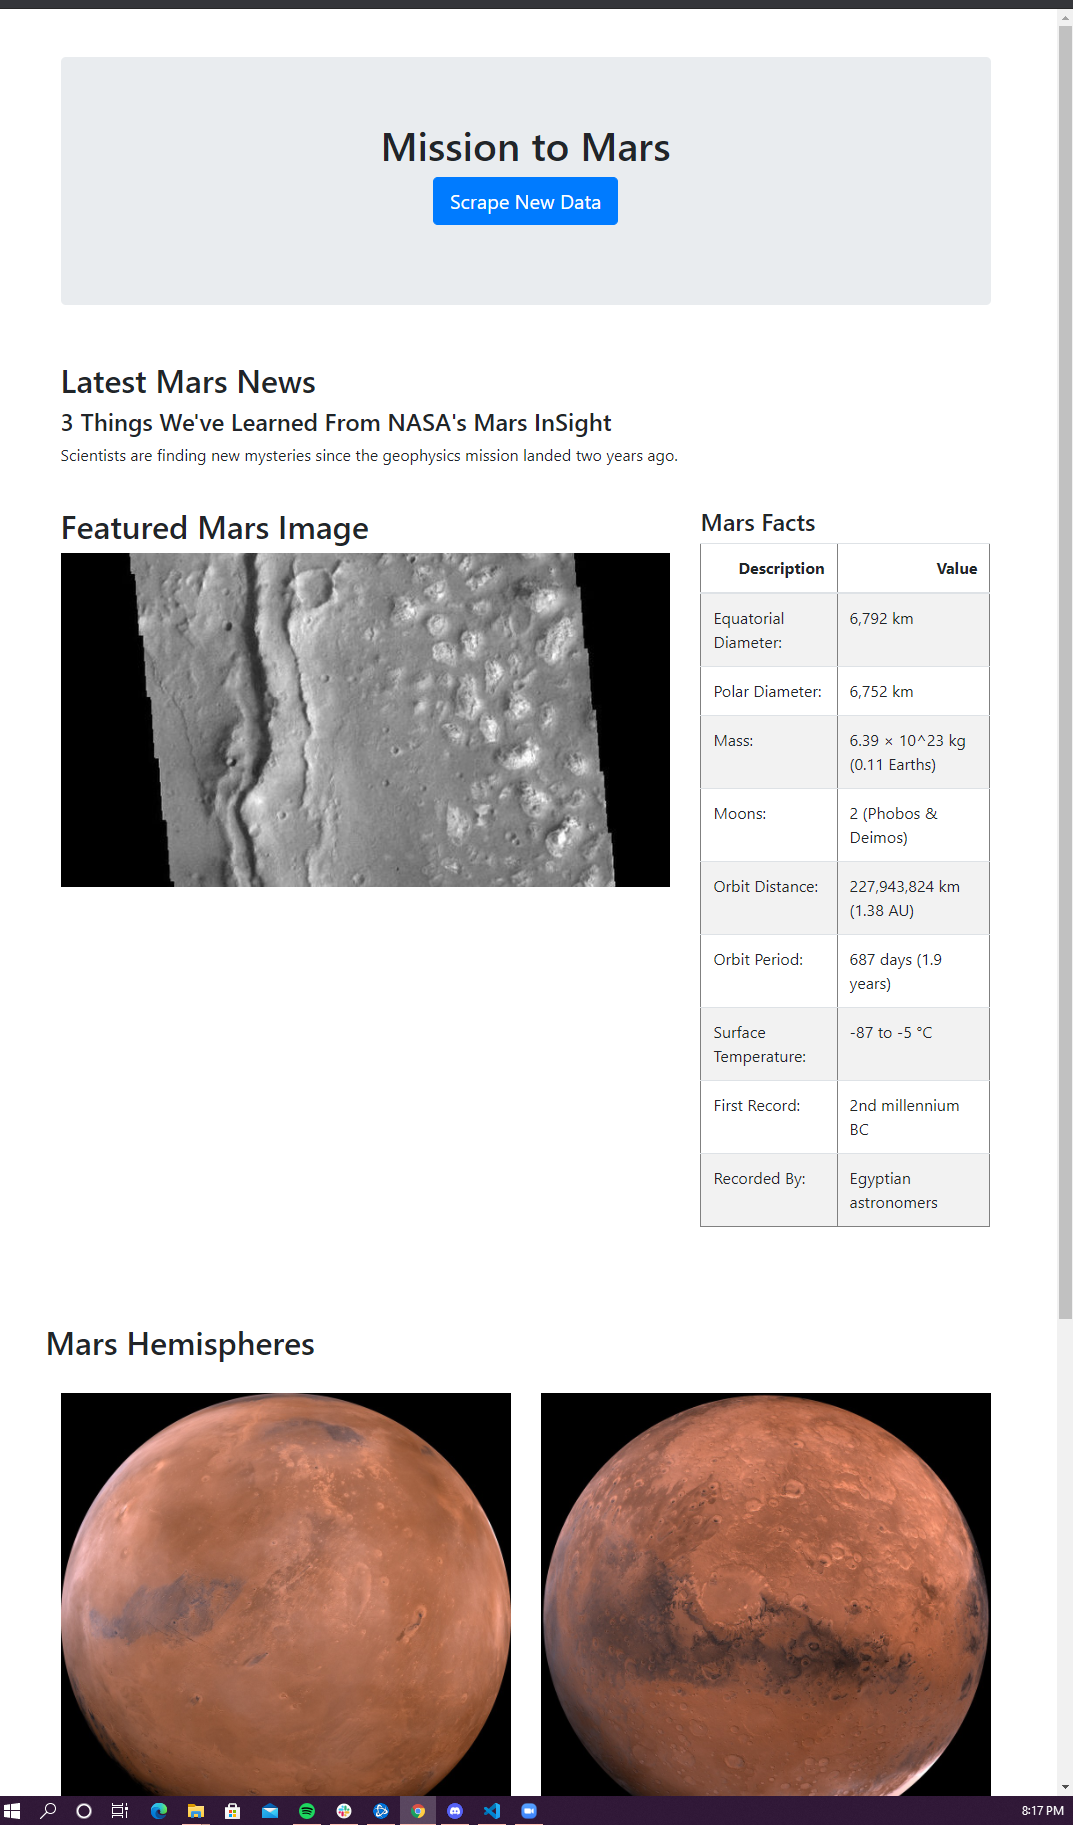 Mission to Mars
Scrape New Data
Latest Mars News
3 Things We've Learned From NASA's Mars InSight
Scientists are finding new mysteries since the geophysics mission landed two years ago.
Featured Mars Image
Mars Facts
Description Value
Equatorial 6,792 km
Diameter:
Polar Diameter: 6,752 km
Mass: 6.39 × 10^23 kg
(0.11 Earths)
Moons: 2 (Phobos &
Deimos)
Orbit Distance: 227,943,824 km
(1.38 AU)
Orbit Period: 687 days (1.9
years)
Surface -87 to -5 °C
Temperature:
First Record: 2nd millennium
BC
Recorded By: Egyptian
astronomers
Mars Hemispheres
8:17 PM